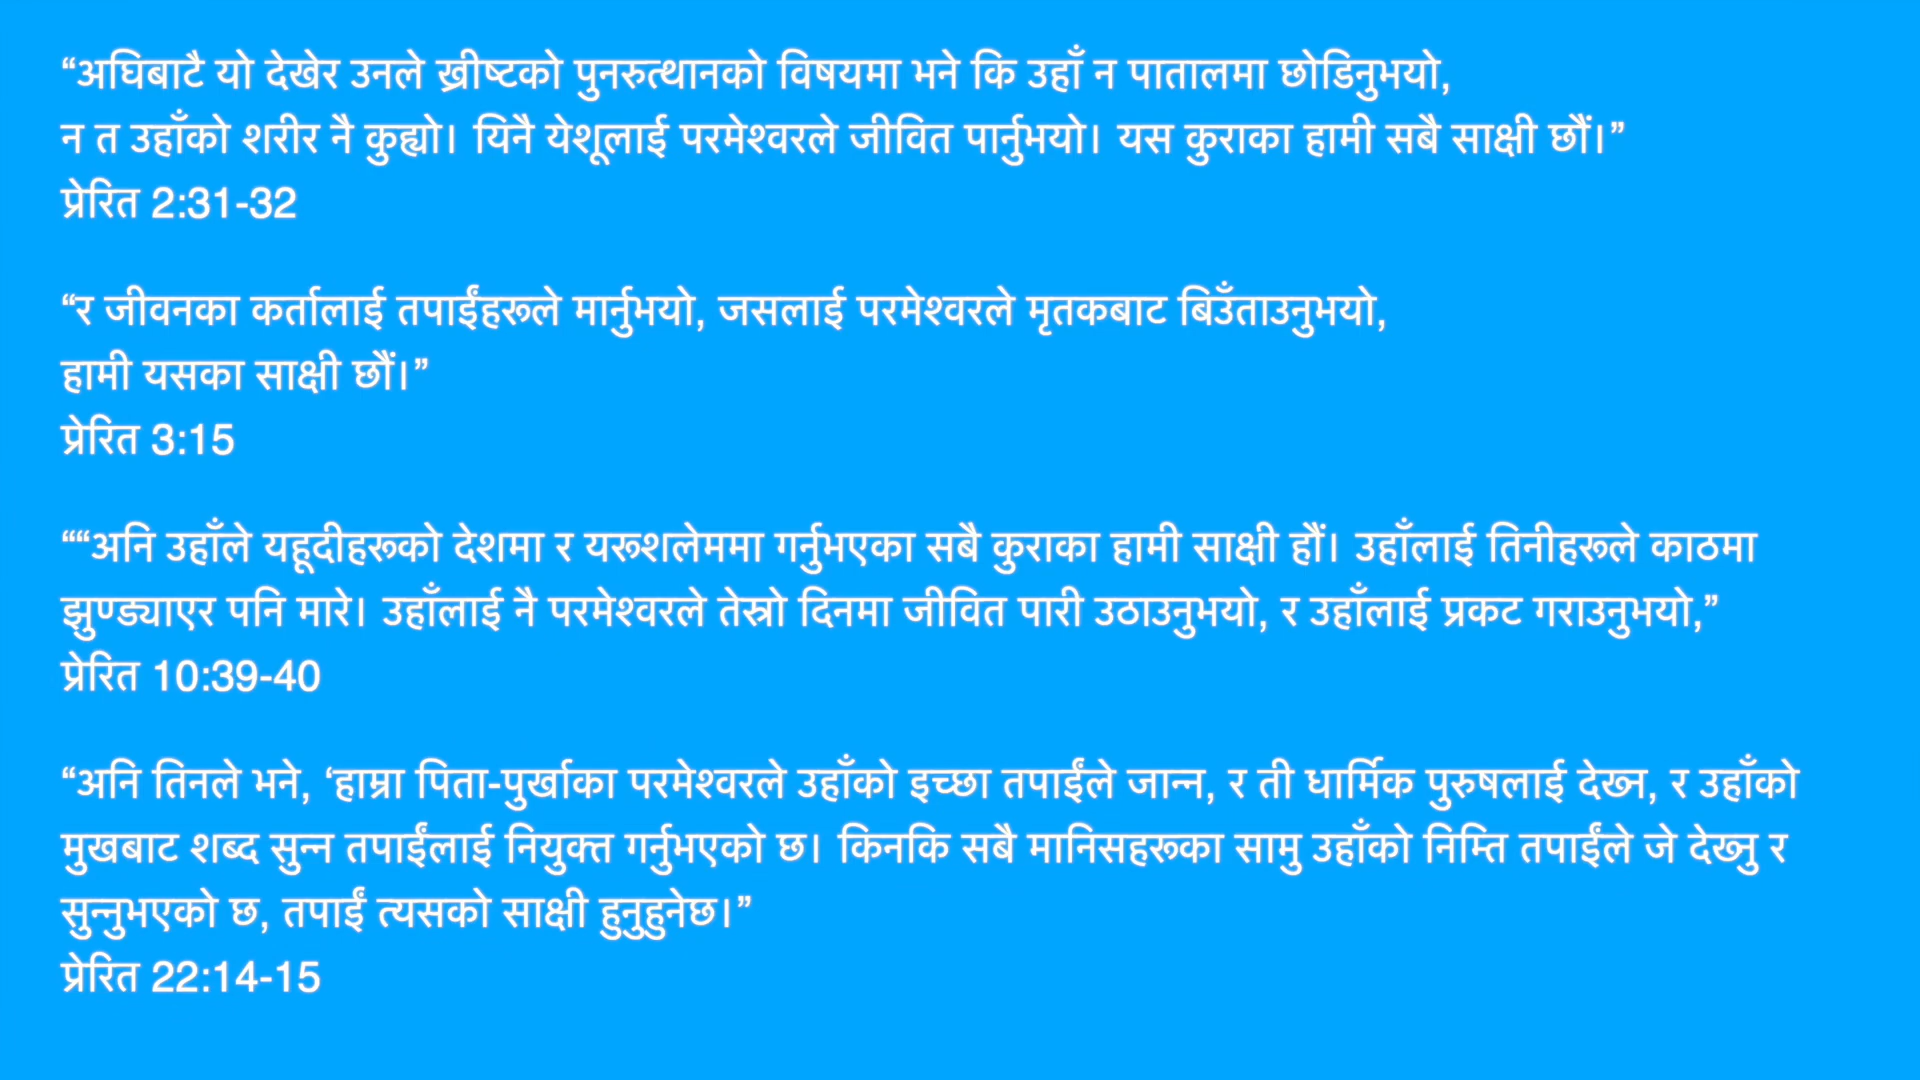 “अघिबाटै यो देखेर उनले ख्रीष्टको पुनरुत्थानको विषयमा भने कि उहाँ न पातालमा छोडिनुभयो,
न त उहाँको शरीर नै कुह्यो। यिनै येशूलाई परमेश्वरले जीवित पार्नुभयो। यस कुराका हामी सबै साक्षी छौं।”
प्रेरित 2:31-32
“र जीवनका कर्तालाई तपाईंहरूले मार्नुभयो, जसलाई परमेश्वरले मृतकबाट बिउँताउनुभयो,
हामी यसका साक्षी छौं।”
प्रेरित 3:15
““अनि उहाँले यहूदीहरूको देशमा र यरूशलेममा गर्नुभएका सबै कुराका हामी साक्षी हौं। उहाँलाई तिनीहरूले काठमा
झुण्ड्याएर पनि मारे। उहाँलाई नै परमेश्वरले तेस्रो दिनमा जीवित पारी उठाउनुभयो, र उहाँलाई प्रकट गराउनुभयो,”
प्रेरित 10:39-40
“अनि तिनले भने, ‘हाम्रा पिता-पुर्खाका परमेश्वरले उहाँको इच्छा तपाईंले जान्न, र ती धार्मिक पुरुषलाई देख्न, र उहाँको
मुखबाट शब्द सुन्न तपाईंलाई नियुक्त गर्नुभएको छ। किनकि सबै मानिसहरूका सामु उहाँको निम्ति तपाईंले जे देख्नु र
सुन्नुभएको छ, तपाईं त्यसको साक्षी हुनुहुनेछ।”
प्रेरित 22:14-15